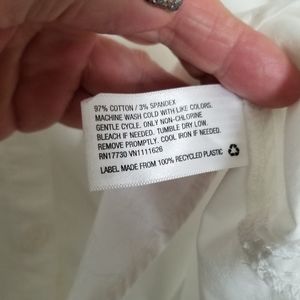 97% COTTON / 3% SPANDEX
MACHINE WASH COLD WITH LIKE COLORS.
GENTLE CYCLE. ONLY NON-CHLORINE
BLEACH IF NEEDED. TUMBLE DRY LOW.
REMOVE PROMPTLY. COOL IRON IF NEEDED.
RN17730 VN1111626
LABEL MADE FROM 100% RECYCLED PLASTIC